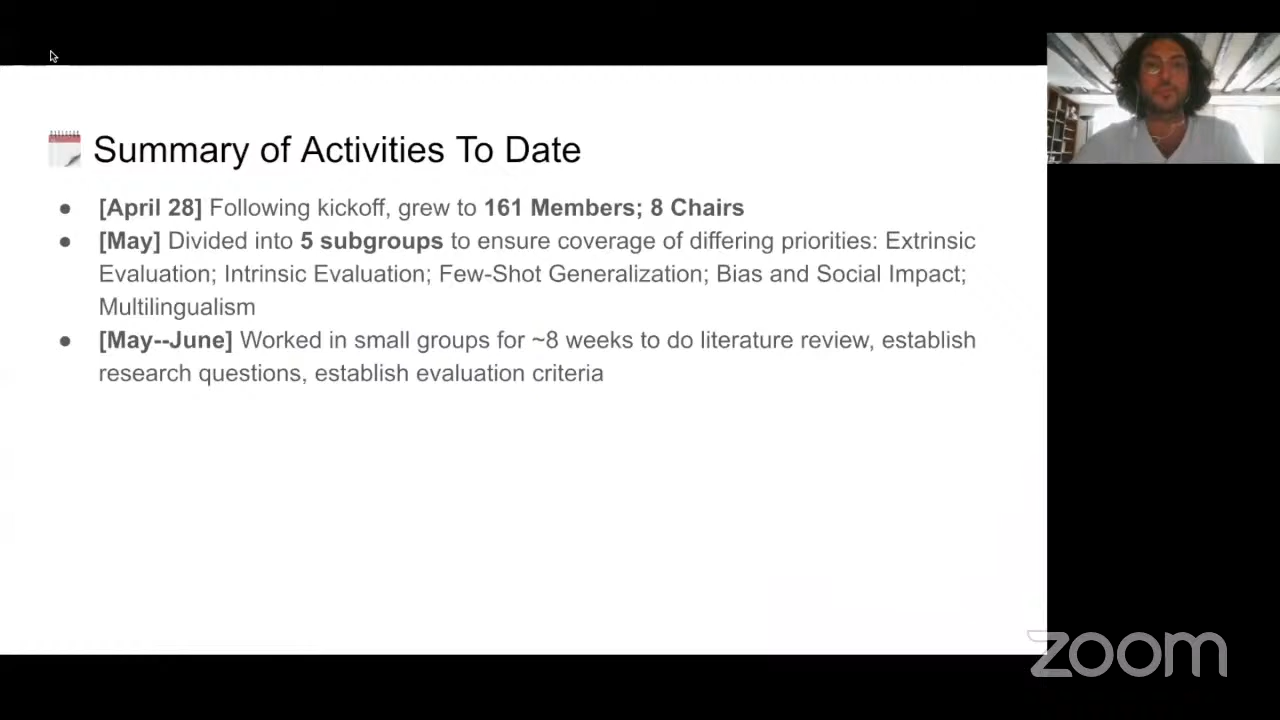 Summary of Activities To Date
● [April 28] Following kickoff, grew to 161 Members; 8 Chairs
● [May] Divided into 5 subgroups to ensure coverage of differing priorities: Extrinsic
Evaluation; Intrinsic Evaluation; Few-Shot Generalization; Bias and Social Impact;
Multilingualism
● [May--June] Worked in small groups for ~8 weeks to do literature review, establish
research questions, establish evaluation criteria
zoom